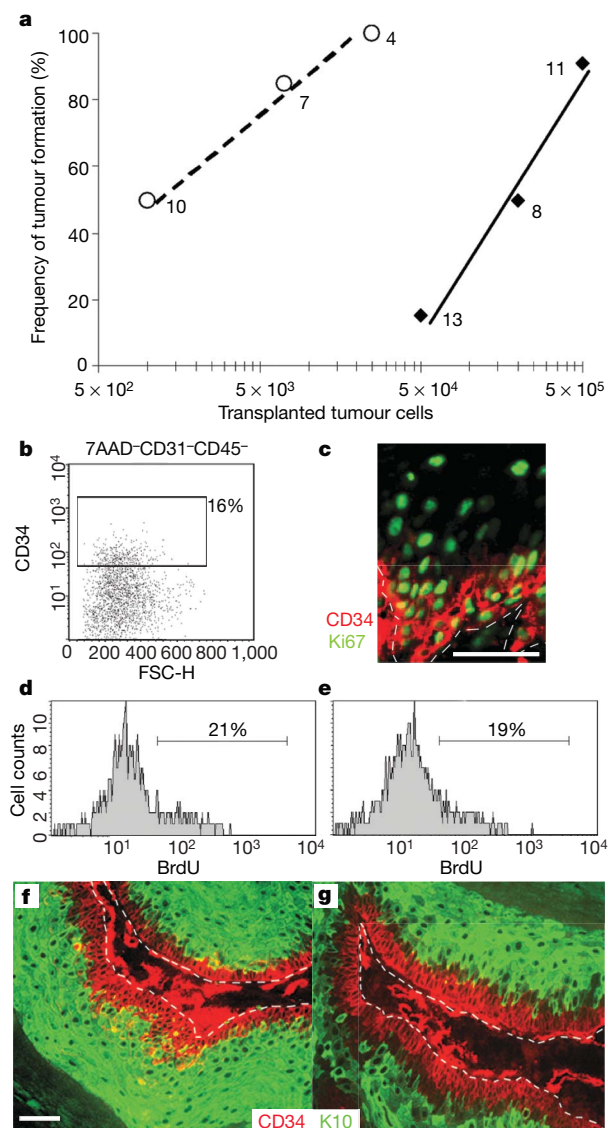 a
100
80
60
40
20
0
Frequency of tumour formation (%)
4
7
10
11
8
13
5 × 10²
5 × 10³
5 × 10⁴
5 × 10⁵
Transplanted tumour cells
b
7AAD⁻CD31⁻CD45⁻
16%
CD34
10⁴
10³
10²
10¹
0 200 400 600 800 1,000
FSC-H
c
CD34
Ki67
d
21%
Cell counts
0 2 4 6 8 10
10¹ 10² 10³ 10⁴
BrdU
e
19%
10¹ 10² 10³ 10⁴
BrdU
f
g
CD34 K10